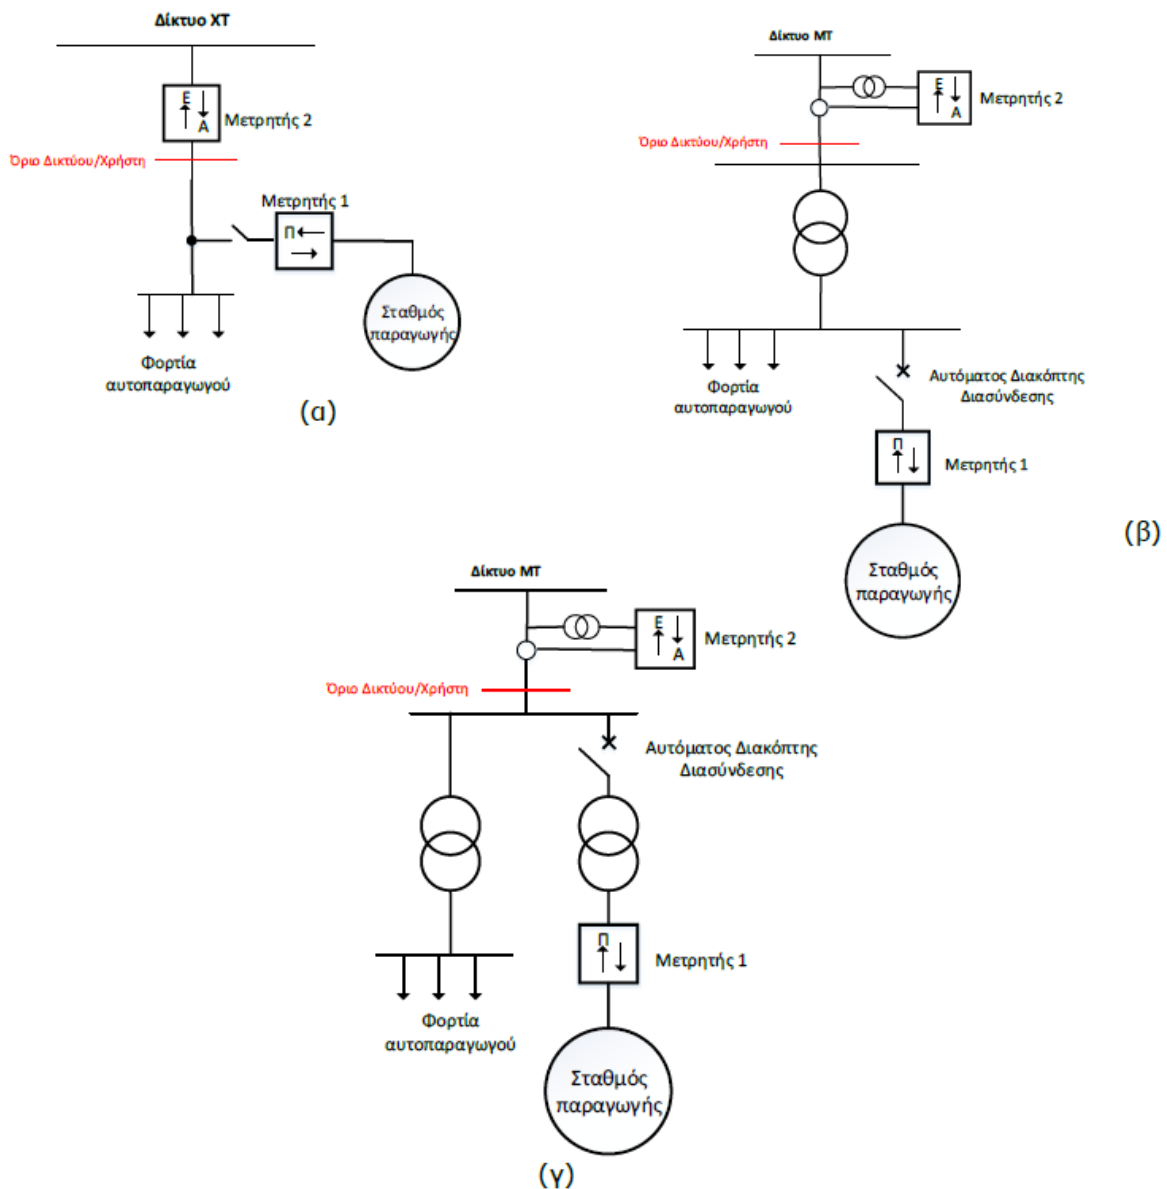 Δίκτυο ΧΤ
Ε
Α
Μετρητής 2
Όριο Δικτύου/Χρήστη
Μετρητής 1
Π
Σταθμός
παραγωγής
Φορτία
αυτοπαραγωγού
(α)
Δίκτυο ΜΤ
Ε
Α
Μετρητής 2
Όριο Δικτύου/Χρήστη
Φορτία
αυτοπαραγωγού
Αυτόματος Διακόπτης
Διασύνδεσης
Π
Μετρητής 1
Σταθμός
παραγωγής
(β)
Δίκτυο ΜΤ
Ε
Α
Μετρητής 2
Όριο Δικτύου/Χρήστη
Αυτόματος Διακόπτης
Διασύνδεσης
Π
Μετρητής 1
Φορτία
αυτοπαραγωγού
Σταθμός
παραγωγής
(γ)